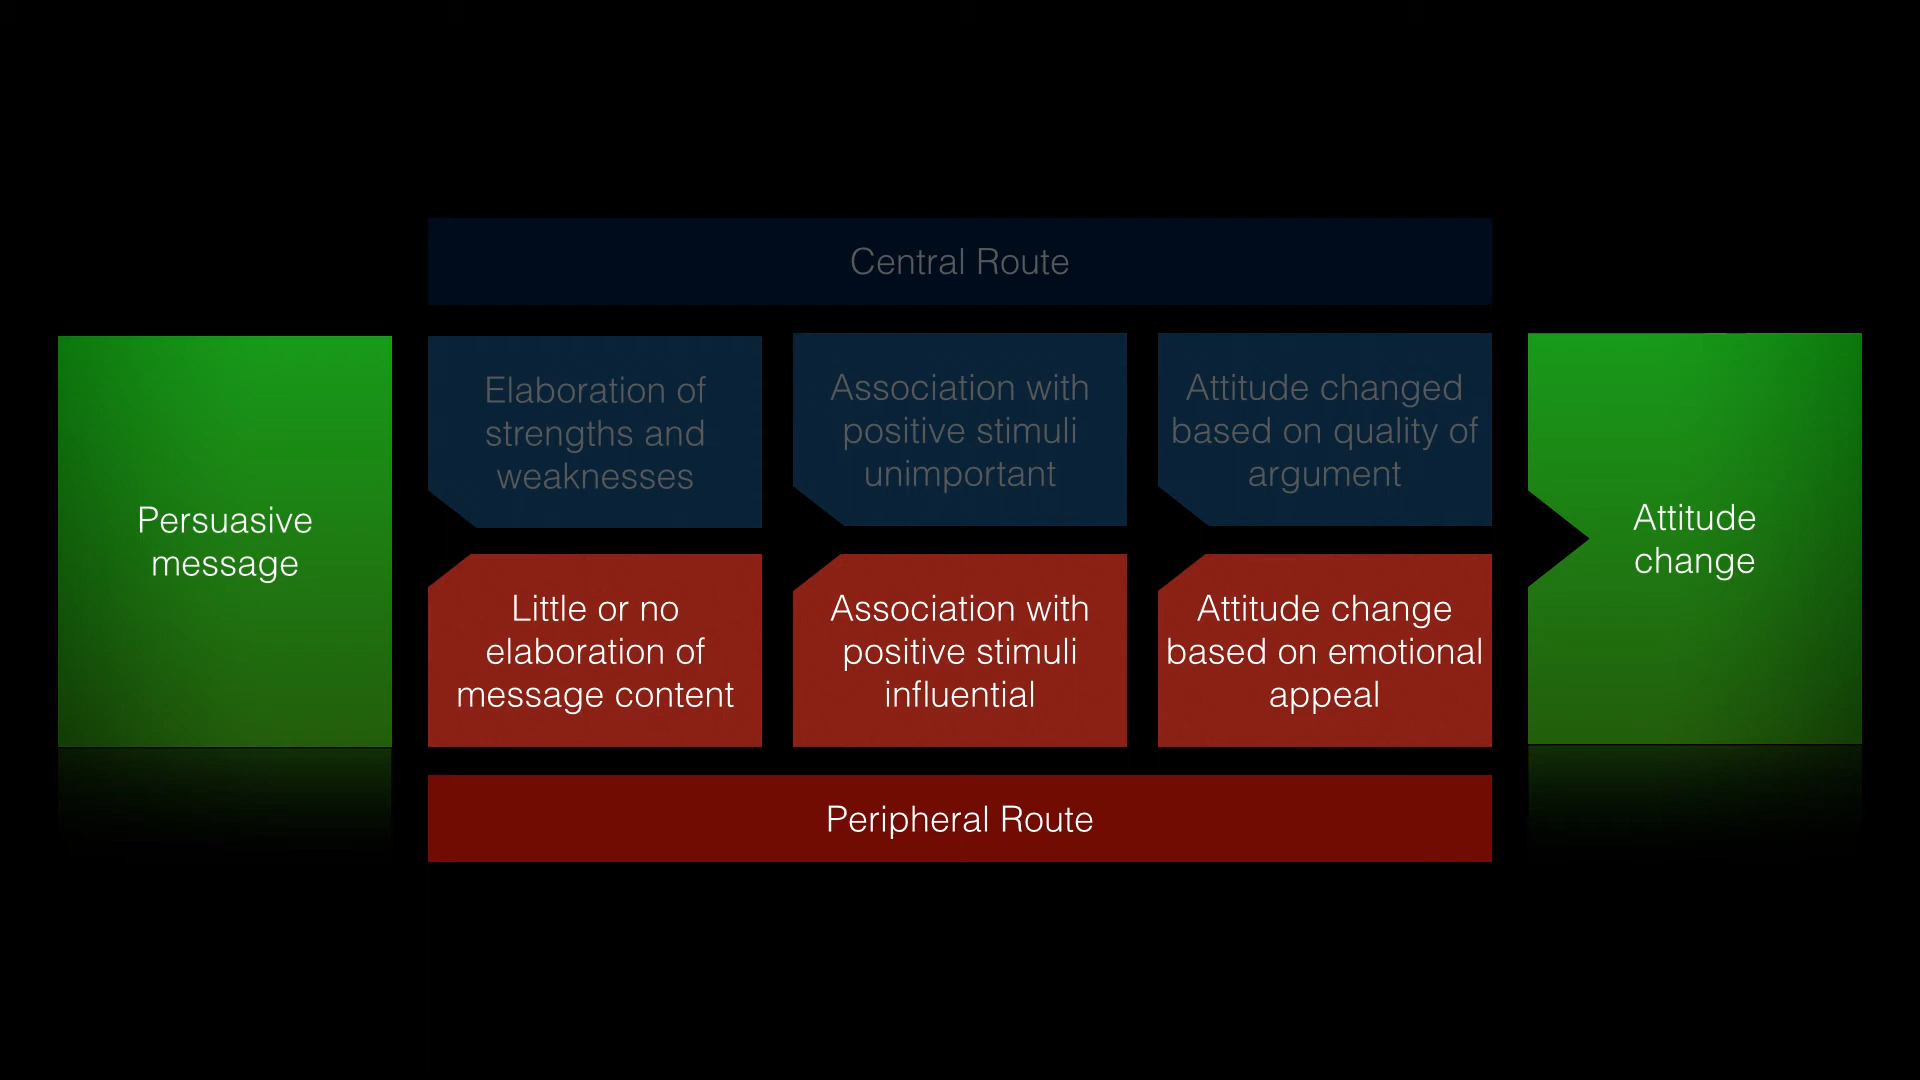 Central Route
Persuasive
message
Elaboration of
strengths and
weaknesses
Association with
positive stimuli
unimportant
Attitude changed
based on quality of
argument
Little or no
elaboration of
message content
Association with
positive stimuli
influential
Attitude change
based on emotional
appeal
Attitude
change
Peripheral Route